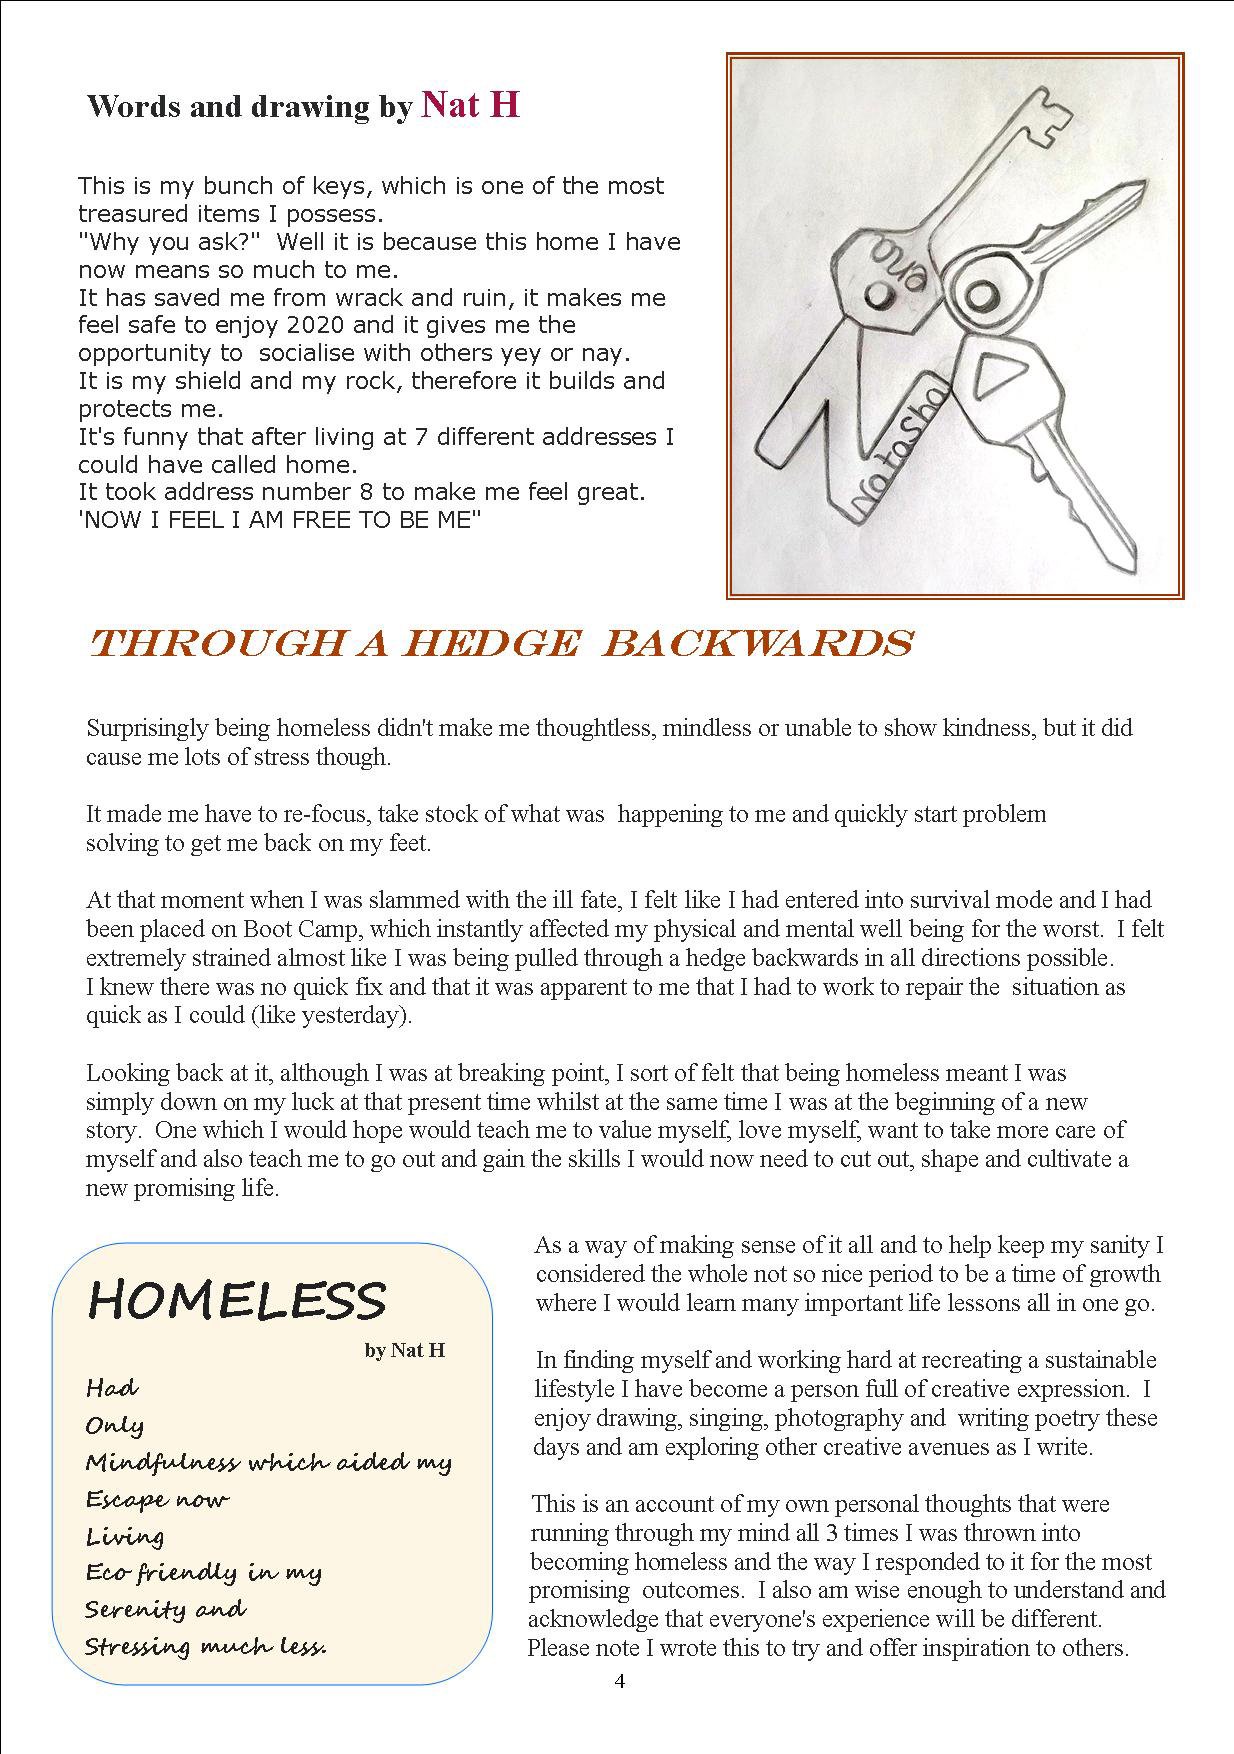 Words and drawing by Nat H
This is my bunch of keys, which is one of the most
treasured items I possess.
"Why you ask?"  Well it is because this home I have
now means so much to me.
It has saved me from wrack and ruin, it makes me
feel safe to enjoy 2020 and it gives me the
opportunity to  socialise with others yey or nay.
It is my shield and my rock, therefore it builds and
protects me.
It's funny that after living at 7 different addresses I
could have called home.
It took address number 8 to make me feel great.
'NOW I FEEL I AM FREE TO BE ME"
Natasha
THROUGH A HEDGE  BACKWARDS
Surprisingly being homeless didn't make me thoughtless, mindless or unable to show kindness, but it did
cause me lots of stress though.
It made me have to re-focus, take stock of what was  happening to me and quickly start problem
solving to get me back on my feet.
At that moment when I was slammed with the ill fate, I felt like I had entered into survival mode and I had
been placed on Boot Camp, which instantly affected my physical and mental well being for the worst.  I felt
extremely strained almost like I was being pulled through a hedge backwards in all directions possible.
I knew there was no quick fix and that it was apparent to me that I had to work to repair the  situation as
quick as I could (like yesterday).
Looking back at it, although I was at breaking point, I sort of felt that being homeless meant I was
simply down on my luck at that present time whilst at the same time I was at the beginning of a new
story.  One which I would hope would teach me to value myself, love myself, want to take more care of
myself and also teach me to go out and gain the skills I would now need to cut out, shape and cultivate a
new promising life.
HOMELESS
by Nat H
Had
Only
Mindfulness which aided my
Escape now
Living
Eco friendly in my
Serenity and
Stressing much less.
As a way of making sense of it all and to help keep my sanity I
considered the whole not so nice period to be a time of growth
where I would learn many important life lessons all in one go.
In finding myself and working hard at recreating a sustainable
lifestyle I have become a person full of creative expression.  I
enjoy drawing, singing, photography and  writing poetry these
days and am exploring other creative avenues as I write.
This is an account of my own personal thoughts that were
running through my mind all 3 times I was thrown into
becoming homeless and the way I responded to it for the most
promising  outcomes.  I also am wise enough to understand and
acknowledge that everyone's experience will be different.
Please note I wrote this to try and offer inspiration to others.
4